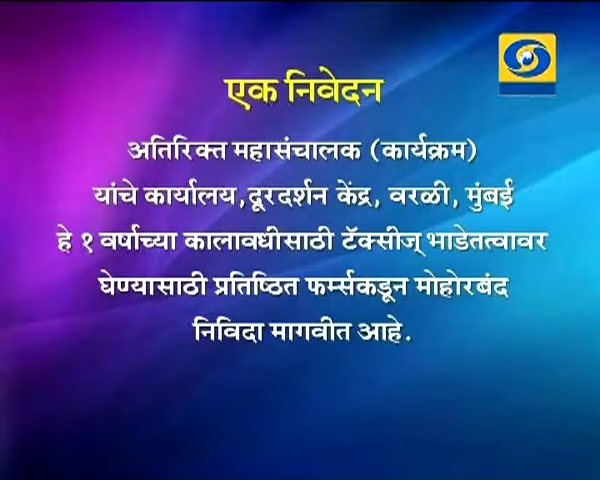 एक निवेदन
अतिरिक्त महासंचालक (कार्यक्रम)
यांचे कार्यालय,दूरदर्शन केंद्र, वरळी, मुंबई
हे १ वर्षाच्या कालावधीसाठी टॅक्सीज् भाडेतत्वावर
घेण्यासाठी प्रतिष्ठित फर्म्सकडून मोहोरबंद
निविदा मागवीत आहे.